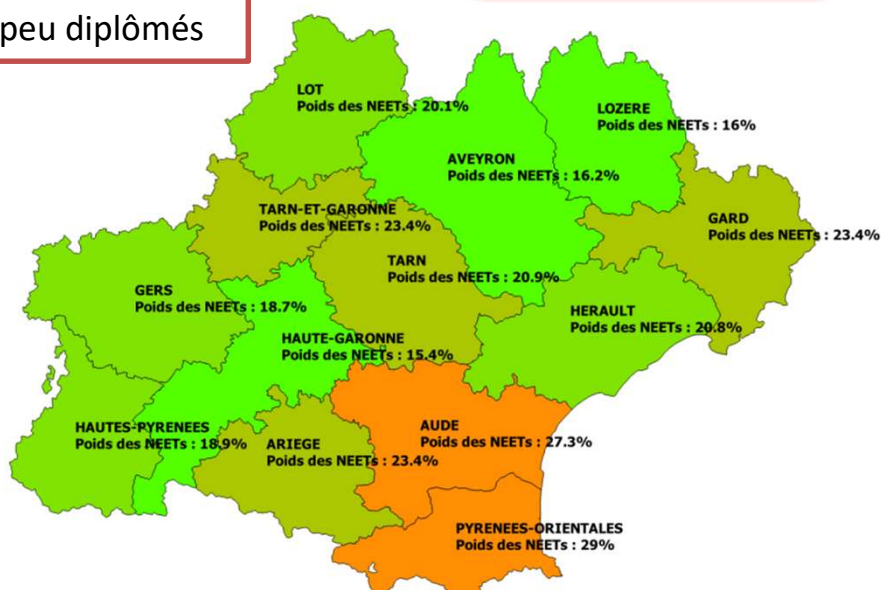 peu diplômés
LOT
Poids des NEETs : 20.1%
LOZERE
Poids des NEETs : 16%
AVEYRON
Poids des NEETs : 16.2%
TARN-ET-GARONNE
Poids des NEETs : 23.4%
GARD
Poids des NEETs : 23.4%
TARN
Poids des NEETs : 20.9%
GERS
Poids des NEETs : 18.7%
HERAULT
Poids des NEETs : 20.8%
HAUTE-GARONNE
Poids des NEETs : 15.4%
HAUTES-PYRENEES
Poids des NEETs : 18.9%
ARIEGE
Poids des NEETs : 23.4%
AUDE
Poids des NEETs : 27.3%
PYRENEES-ORIENTALES
Poids des NEETs : 29%